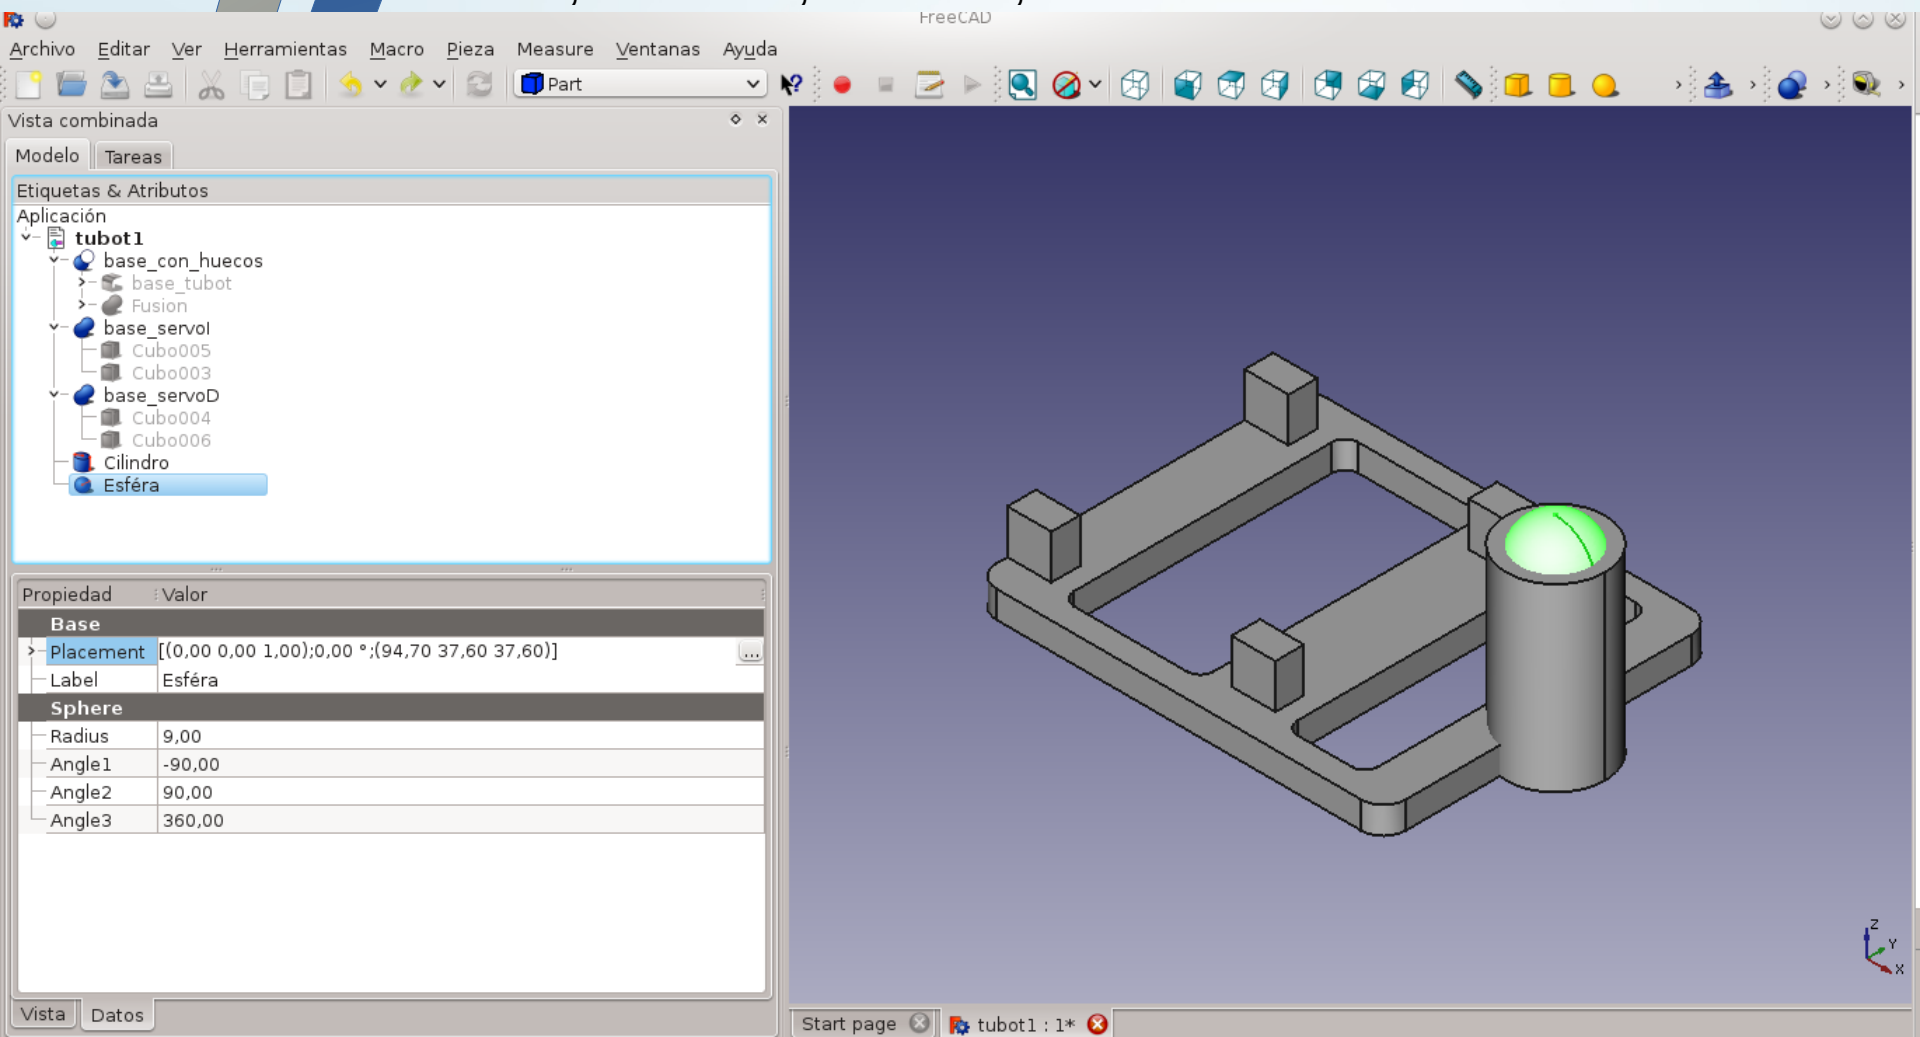 FreeCAD
Archivo Editar Ver Herramientas Macro Pieza Measure Ventanas Ayuda
Part
Vista combinada
Modelo Tareas
Etiquetas & Atributos
Aplicación
tubot1
base_con_huecos
base_tubot
Fusion
base_servoI
Cubo005
Cubo003
base_servoD
Cubo004
Cubo006
Cilindro
Esféra
Propiedad Valor
Base
Placement [(0,00 0,00 1,00);0,00 °;(94,70 37,60 37,60)] ...
Label Esféra
Sphere
Radius 9,00
Angle1 -90,00
Angle2 90,00
Angle3 360,00
Vista Datos
Z
Y
X
Start page tubot1 : 1*